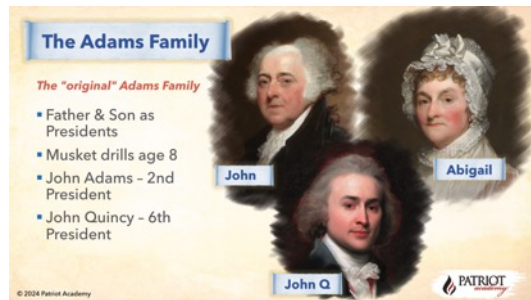 The Adams Family
The "original" Adams Family
▪ Father & Son as
Presidents
▪ Musket drills age 8
▪ John Adams – 2nd
President
▪ John Quincy – 6th
President
John
Abigail
John Q
© 2024 Patriot Academy
PATRIOT
academy